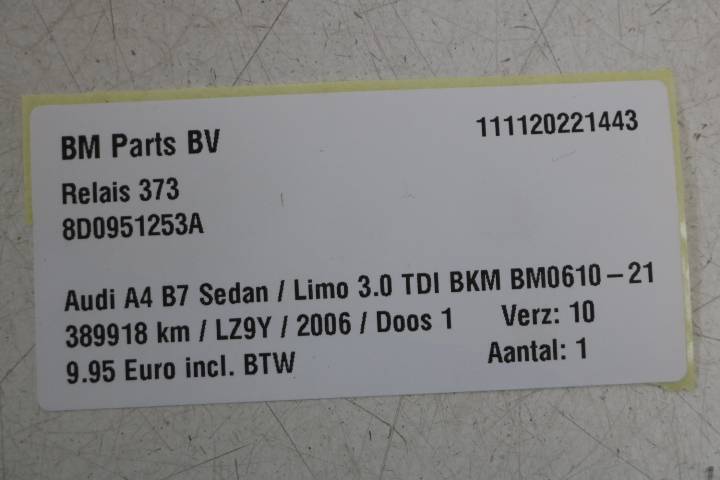 BM Parts BV 111120221443
Relais 373
8D0951253A
Audi A4 B7 Sedan / Limo 3.0 TDI BKM BM0610-21
389918 km / LZ9Y / 2006 / Doos 1 Verz: 10
9.95 Euro incl. BTW Aantal: 1